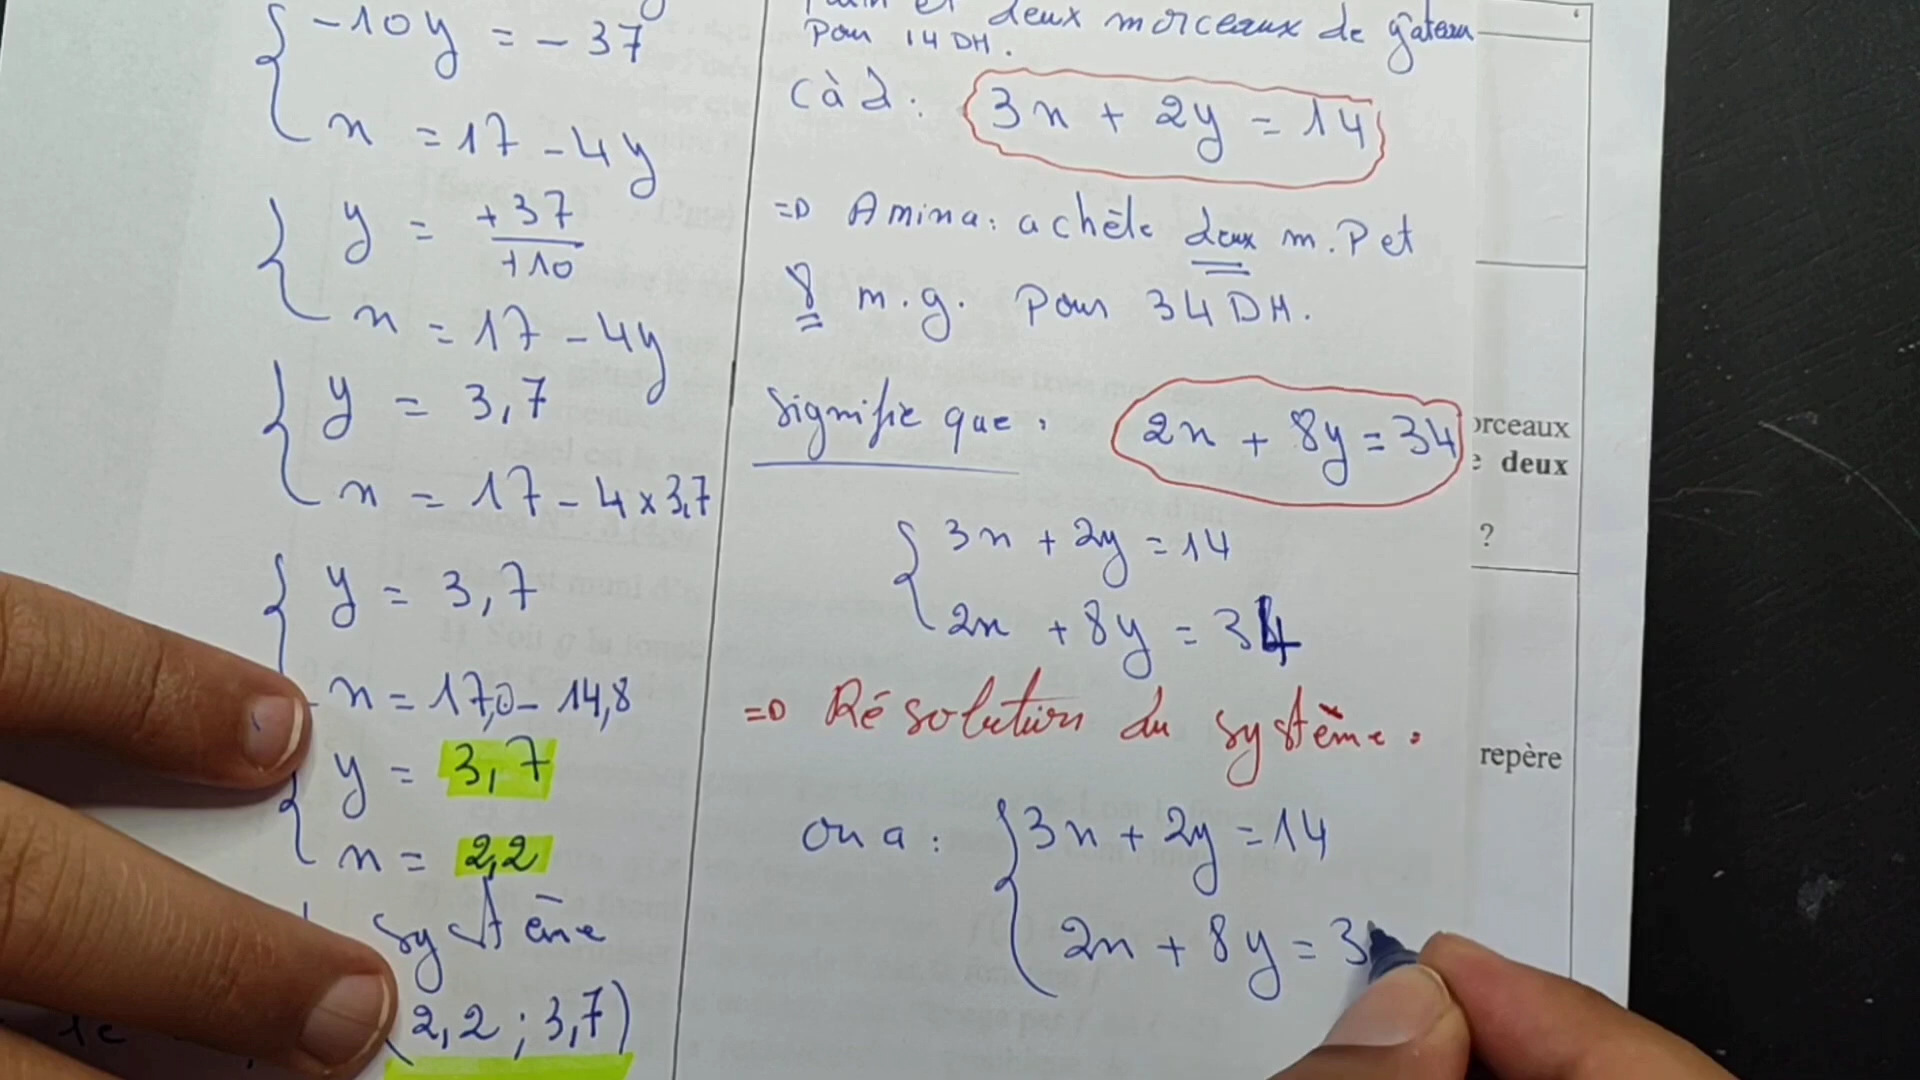 -10y = -37
x = 17 - 4y
y = +37/+10
x = 17 - 4y
y = 3,7
x = 17 - 4 x 3,7
y = 3,7
x = 17,0 - 14,8
y = 3,7
x = 2,2
système
(2,2 ; 3,7)
et deux morceaux de gâteau
Pour 14 DH.
càd : 3x + 2y = 14
=> Amina : achète deux m.P et
8 m.g. Pour 34 DH.
signifie que : 2x + 8y = 34
3x + 2y = 14
2x + 8y = 34
=> Résolution du système.
on a : 3x + 2y = 14
2x + 8y = 3
orceaux
deux
?
repère